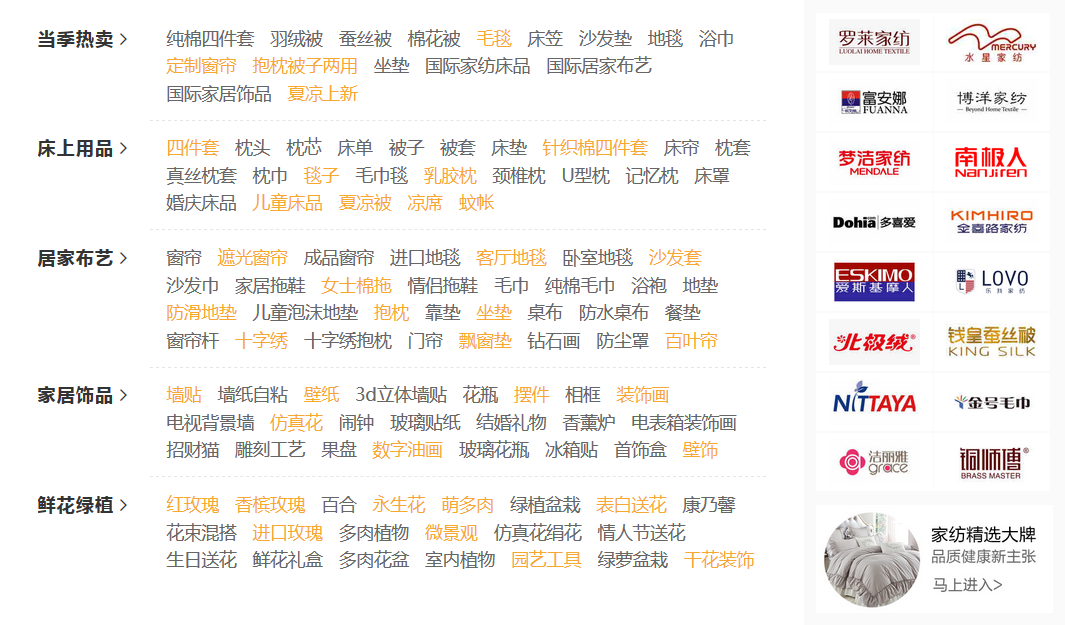 当季热卖 >
纯棉四件套 羽绒被 蚕丝被 棉花被 毛毯 床笠 沙发垫 地毯 浴巾
定制窗帘 抱枕被子两用 坐垫 国际家纺床品 国际居家布艺
国际家居饰品 夏凉上新
床上用品 >
四件套 枕头 枕芯 床单 被子 被套 床垫 针织棉四件套 床帘 枕套
真丝枕套 枕巾 毯子 毛巾毯 乳胶枕 颈椎枕 U型枕 记忆枕 床罩
婚庆床品 儿童床品 夏凉被 凉席 蚊帐
居家布艺 >
窗帘 遮光窗帘 成品窗帘 进口地毯 客厅地毯 卧室地毯 沙发套
沙发巾 家居拖鞋 女士棉拖 情侣拖鞋 毛巾 纯棉毛巾 浴袍 地垫
防滑地垫 儿童泡沫地垫 抱枕 靠垫 坐垫 桌布 防水桌布 餐垫
窗帘杆 十字绣 十字绣抱枕 门帘 飘窗垫 钻石画 防尘罩 百叶帘
家居饰品 >
墙贴 墙纸自粘 壁纸 3d立体墙贴 花瓶 摆件 相框 装饰画
电视背景墙 仿真花 闹钟 玻璃贴纸 结婚礼物 香薰炉 电表箱装饰画
招财猫 雕刻工艺 果盘 数字油画 玻璃花瓶 冰箱贴 首饰盒 壁饰
鲜花绿植 >
红玫瑰 香槟玫瑰 百合 永生花 萌多肉 绿植盆栽 表白送花 康乃馨
花束混搭 进口玫瑰 多肉植物 微景观 仿真花绢花 情人节送花
生日送花 鲜花礼盒 多肉花盆 室内植物 园艺工具 绿萝盆栽 干花装饰
罗莱家纺
LUOLAI HOME TEXTILE
MERCURY
水星家纺
富安娜
FUANNA
博洋家纺
Beyond Home Textile
梦洁家纺
MENDALE
南极人
Nanjiren
Dohia 多喜爱
KIMHIRO
金喜路家纺
ESKIMO
爱斯基摩人
LOVO
乐我家纺
北极绒
钱皇蚕丝被
KING SILK
NITTAYA
金号毛巾
洁丽雅
grace
铜师傅
BRASS MASTER
家纺精选大牌
品质健康新主张
马上进入>